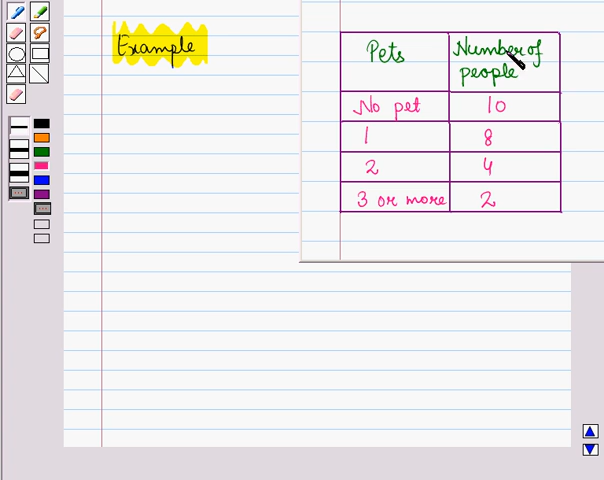 Example
Pets
Number of
people
No pet 10
1 8
2 4
3 or more 2